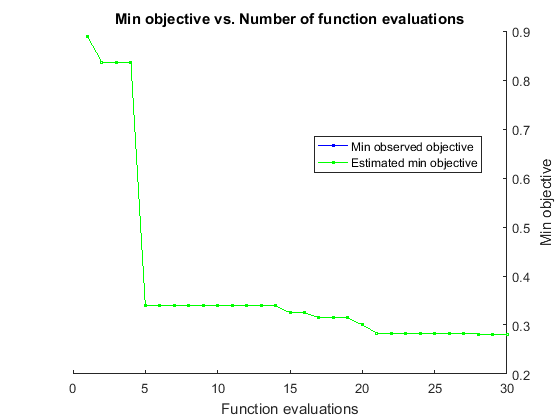 Min objective vs. Number of function evaluations
0.9
0.8
0.7
0.6
0.5
0.4
0.3
0.2
Min objective
Min observed objective
Estimated min objective
0 5 10 15 20 25 30
Function evaluations